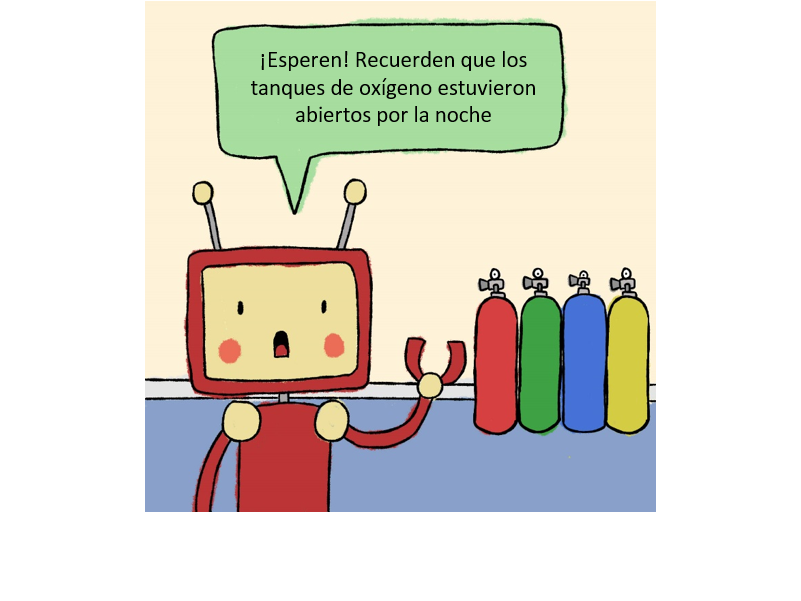 ¡Esperen! Recuerden que los
tanques de oxígeno estuvieron
abiertos por la noche